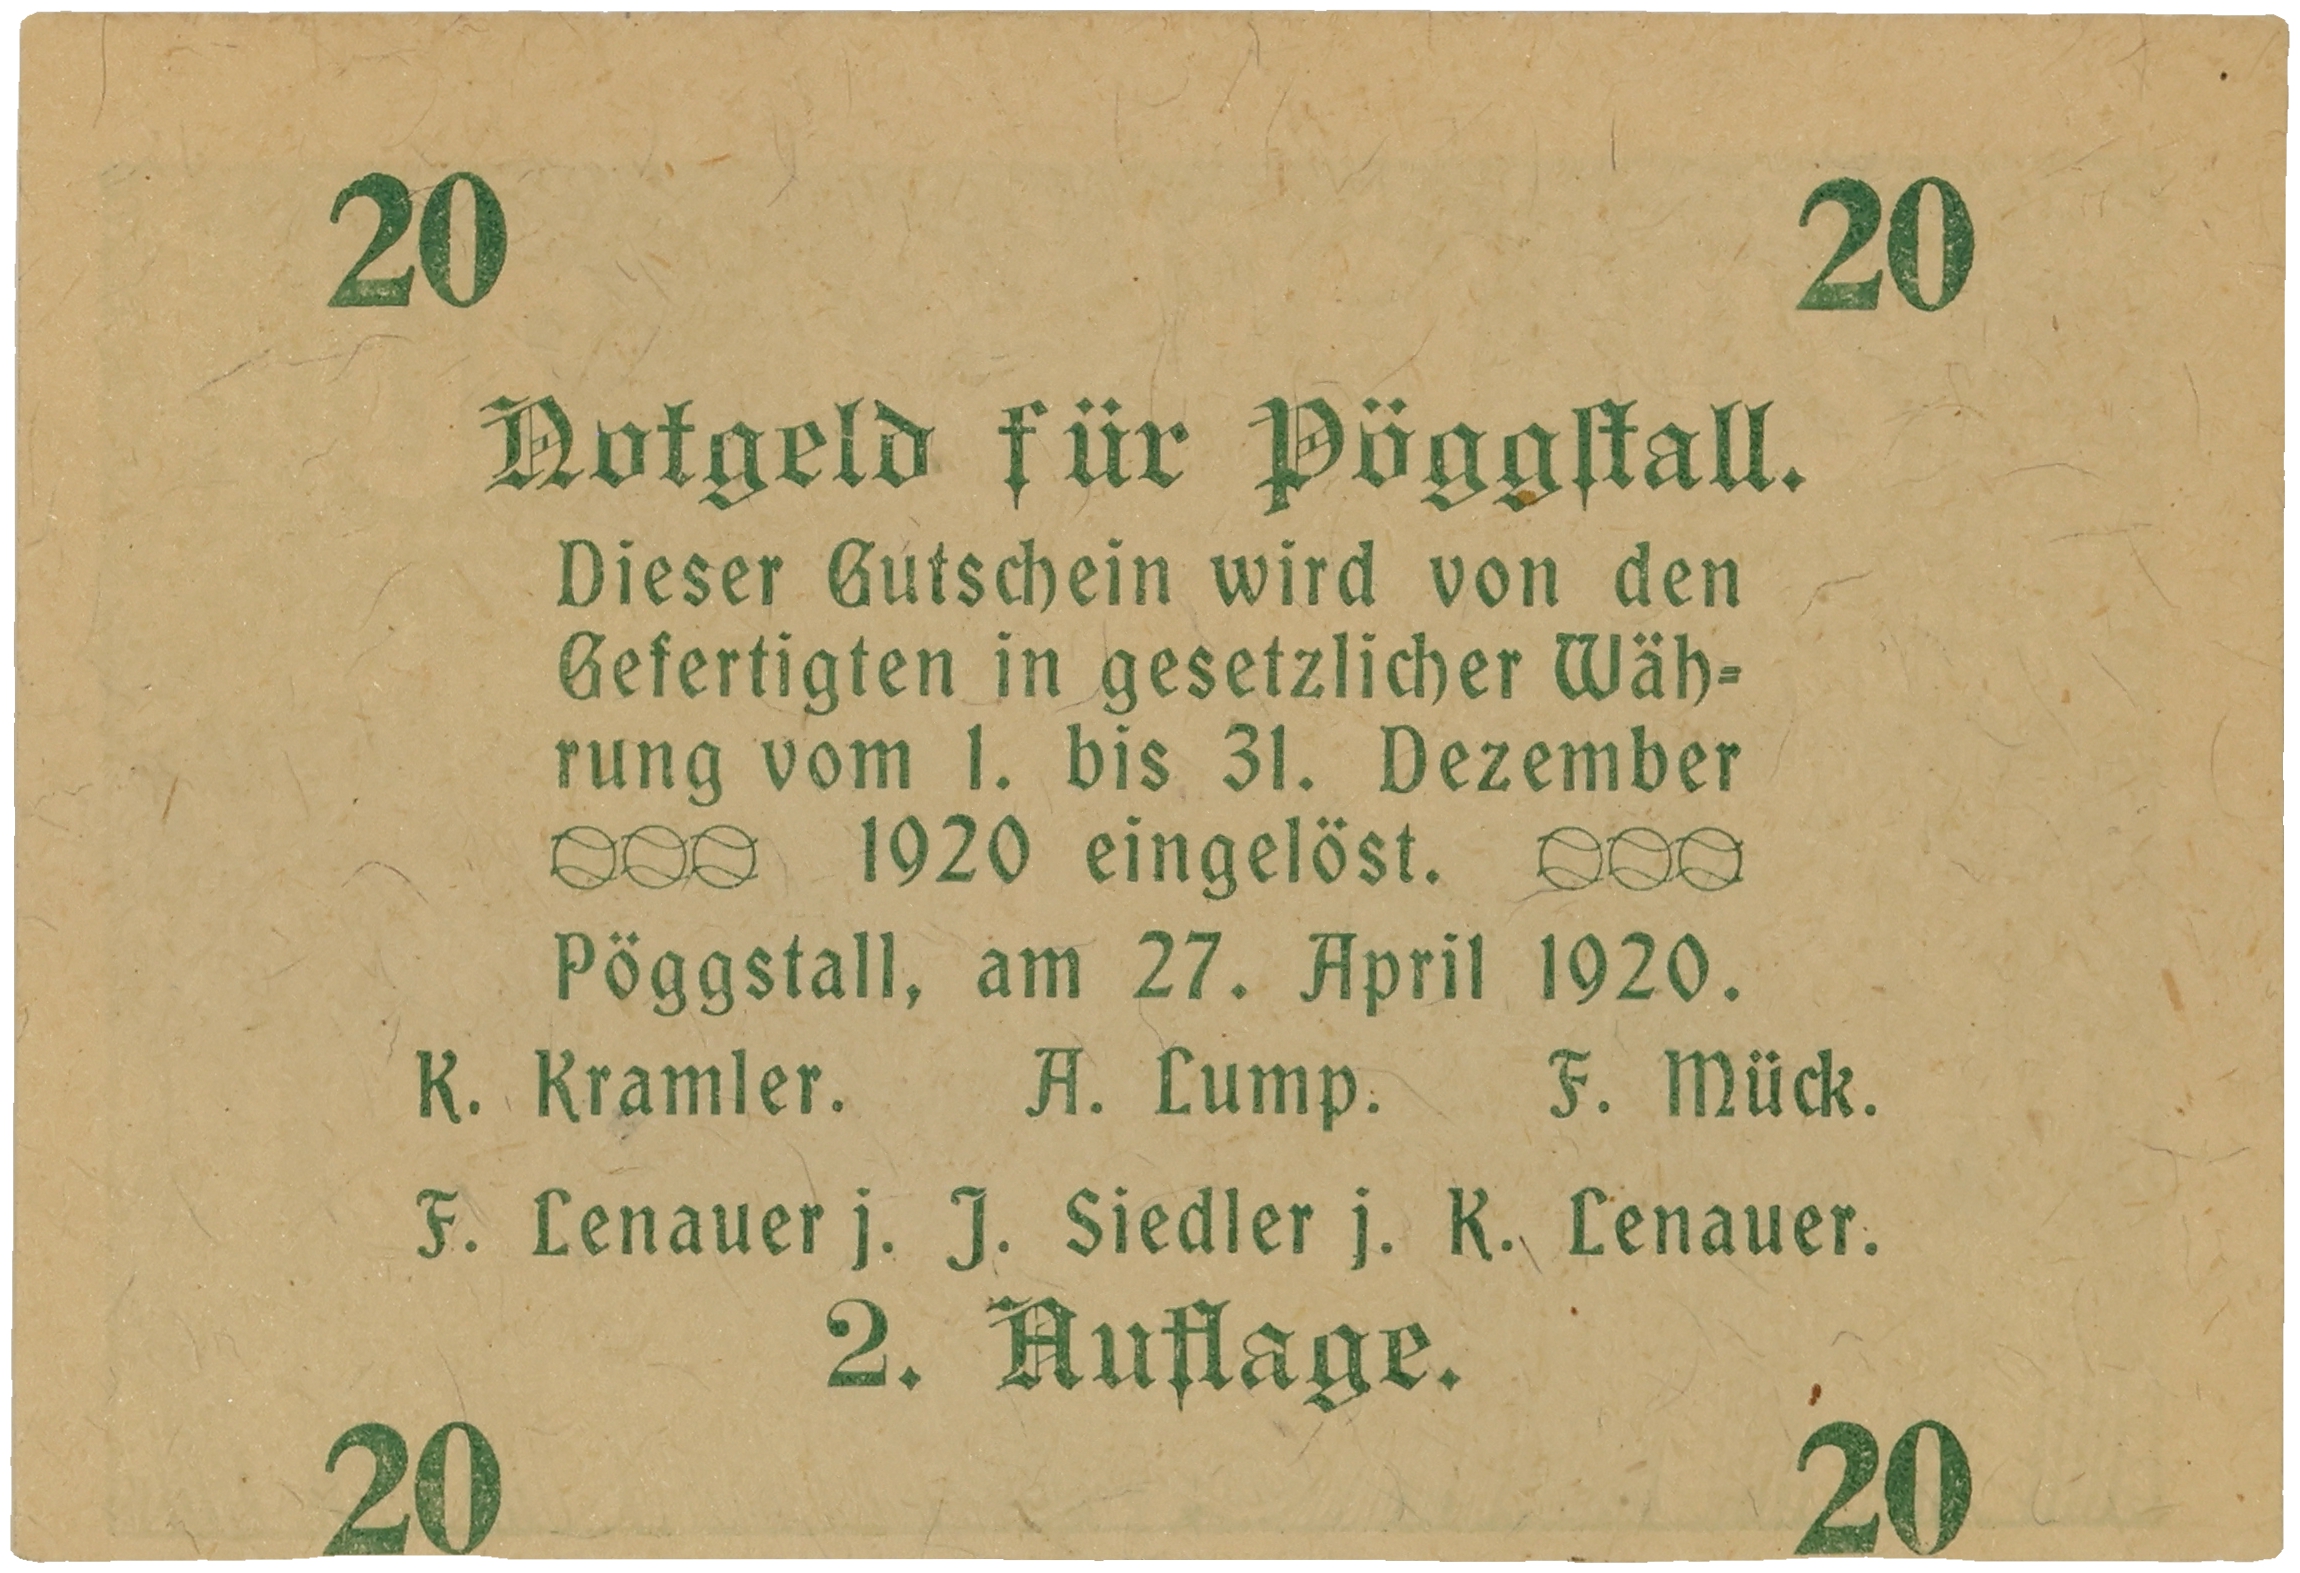 20 20
Notgeld für Pöggstall.
Dieser Gutschein wird von den
Gefertigten in gesetzlicher Wäh=
rung vom 1. bis 31. Dezember
1920 eingelöst.
Pöggstall, am 27. April 1920.
K. Kramler. A. Lump. F. Mück.
F. Lenauer j. J. Siedler j. K. Lenauer.
2. Auflage.
20 20